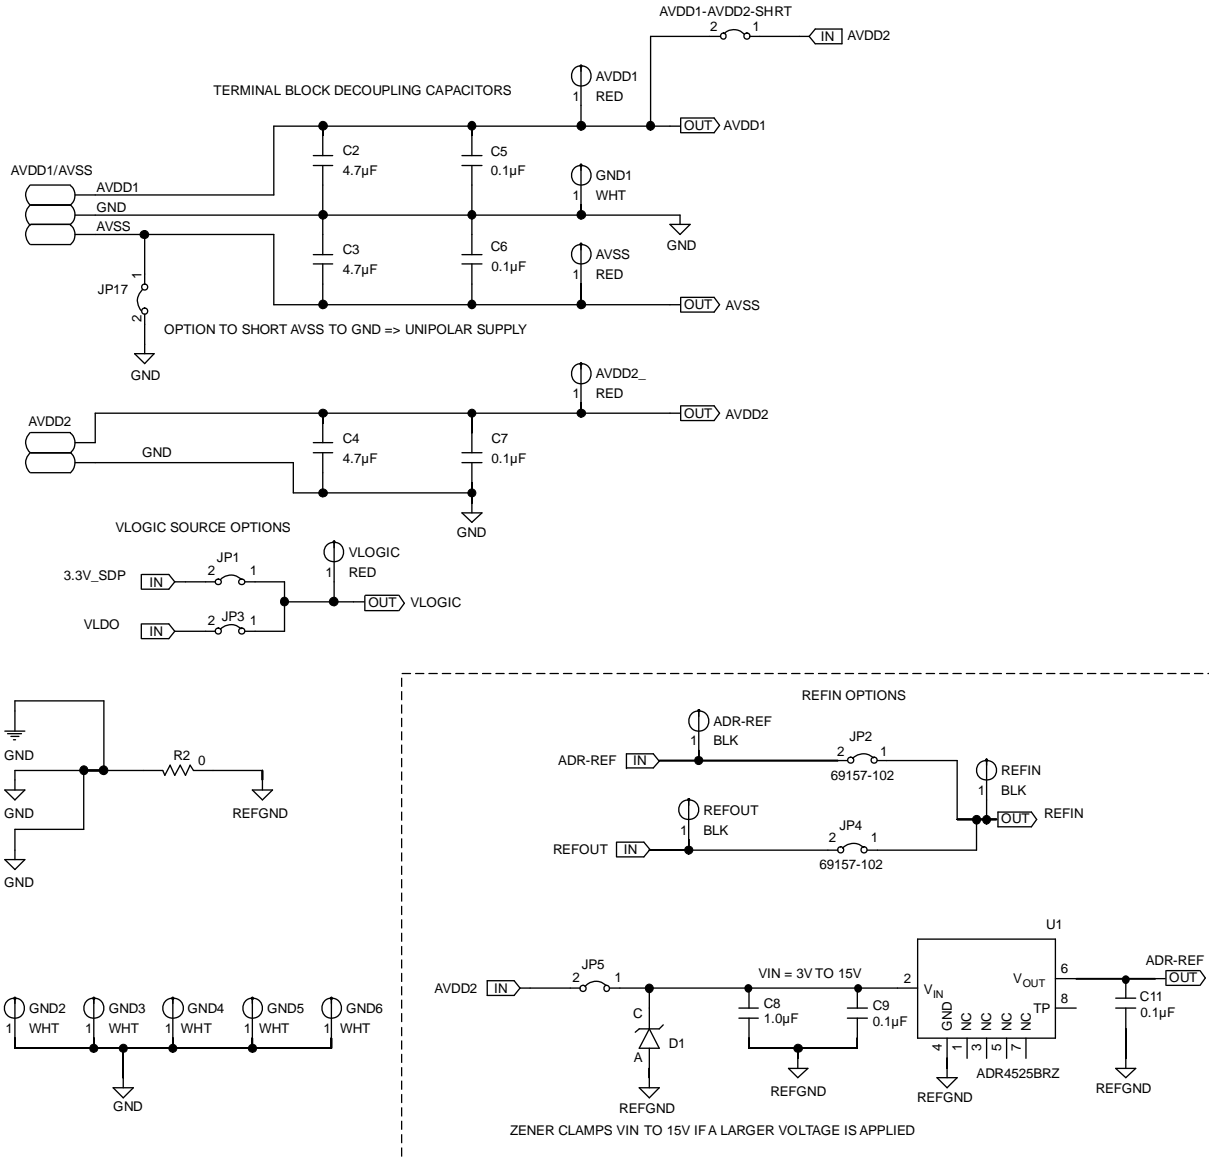 AVDD1-AVDD2-SHRT
2 1
IN AVDD2
TERMINAL BLOCK DECOUPLING CAPACITORS
AVDD1
1 RED
OUT AVDD1
AVDD1/AVSS
AVDD1
GND
AVSS
C2
4.7µF
C5
0.1µF
GND1
1 WHT
GND
C3
4.7µF
C6
0.1µF
AVSS
1 RED
OUT AVSS
1
JP17
2
OPTION TO SHORT AVSS TO GND => UNIPOLAR SUPPLY
GND
AVDD2_
1 RED
OUT AVDD2
AVDD2
GND
C4
4.7µF
C7
0.1µF
GND
VLOGIC SOURCE OPTIONS
JP1
3.3V_SDP IN 2 1
VLOGIC
1 RED
OUT VLOGIC
VLDO IN 2 JP3 1
GND
GND
GND
R2 0
REFGND
REFIN OPTIONS
ADR-REF
1 BLK
ADR-REF IN
JP2
2 1
69157-102
REFIN
1 BLK
OUT REFIN
REFOUT
1 BLK
REFOUT IN
JP4
2 1
69157-102
GND2
1 WHT
GND3
1 WHT
GND4
1 WHT
GND5
1 WHT
GND6
1 WHT
GND
AVDD2 IN
JP5
2 1
VIN = 3V TO 15V
C
D1
A
REFGND
C8
1.0µF
C9
0.1µF
REFGND
U1
2 VIN
VOUT 6
TP 8
GND NC NC NC NC
4 1 3 5 7
ADR4525BRZ
REFGND
ADR-REF
OUT
C11
0.1µF
REFGND
ZENER CLAMPS VIN TO 15V IF A LARGER VOLTAGE IS APPLIED